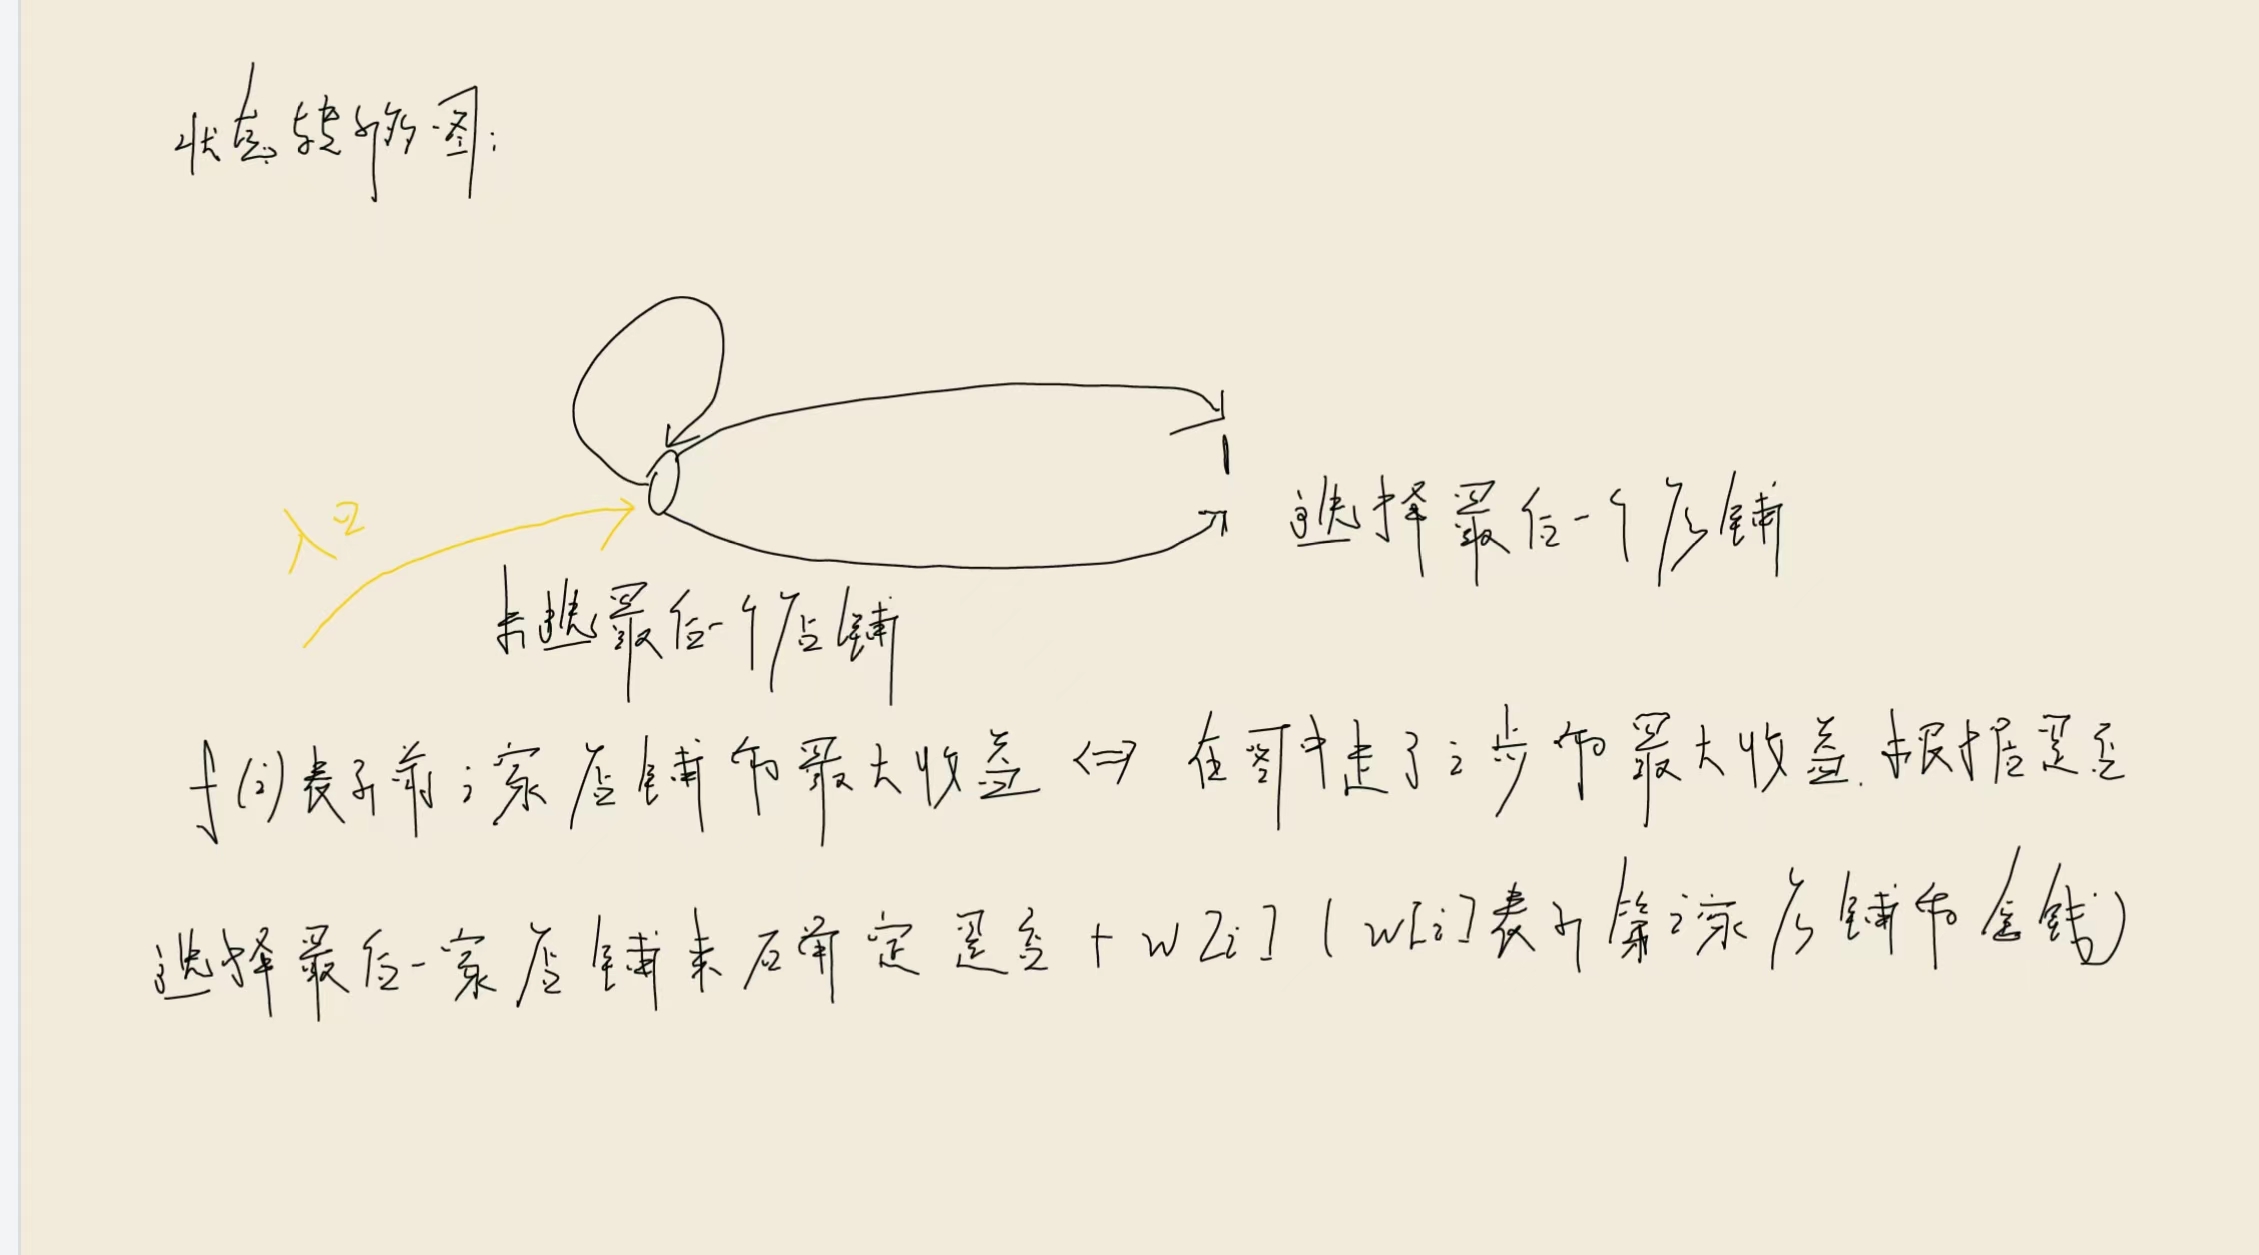 状态转移图:
入口
0
1
选择最后一个店铺
未选最后一个店铺
f(i)表示前i家店铺的最大收益 <=> 在图中走了i步的最大收益. 根据是否
选择最后一家店铺来后确定是否 + w[i] (w[i]表示第i家店铺的金钱)